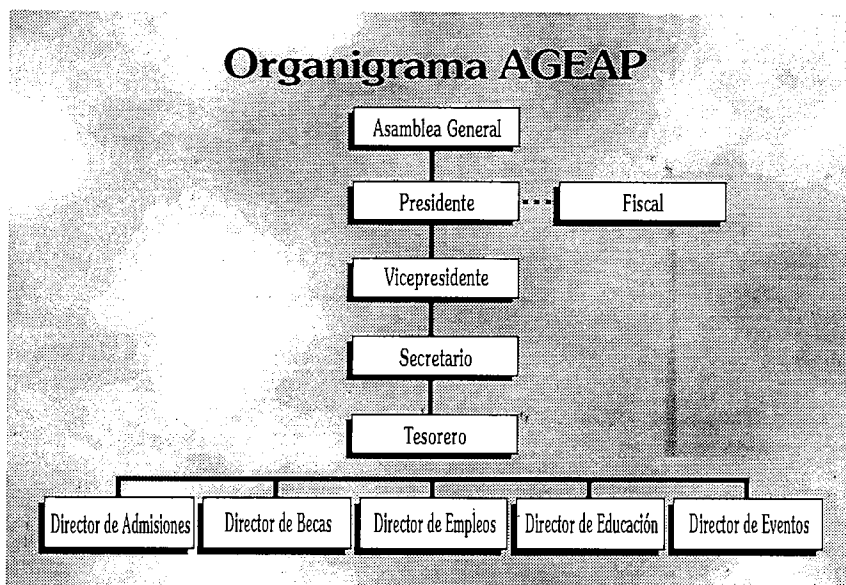 Organigrama AGEAP
Asamblea General
Presidente
Fiscal
Vicepresidente
Secretario
Tesorero
Director de Admisiones
Director de Becas
Director de Empleos
Director de Educación
Director de Eventos